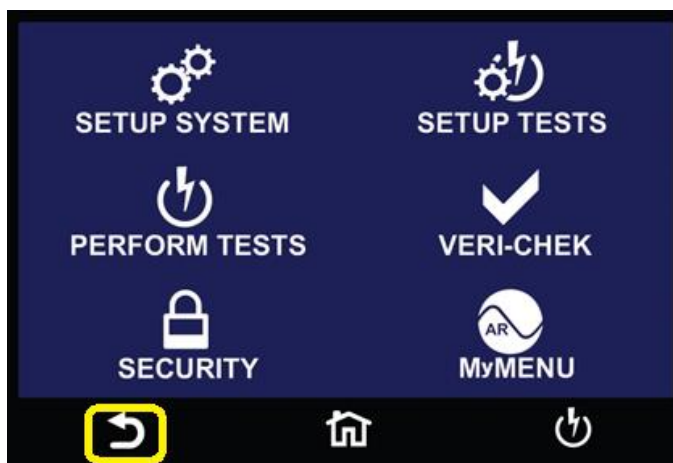 SETUP SYSTEM
SETUP TESTS
PERFORM TESTS
VERI-CHEK
SECURITY
AR
MyMENU